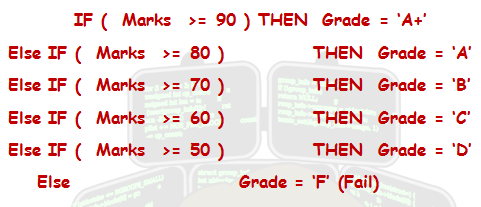 IF ( Marks >= 90 ) THEN Grade = ‘A+’
Else IF ( Marks >= 80 ) THEN Grade = ‘A’
Else IF ( Marks >= 70 ) THEN Grade = ‘B’
Else IF ( Marks >= 60 ) THEN Grade = ‘C’
Else IF ( Marks >= 50 ) THEN Grade = ‘D’
Else Grade = ‘F’ (Fail)